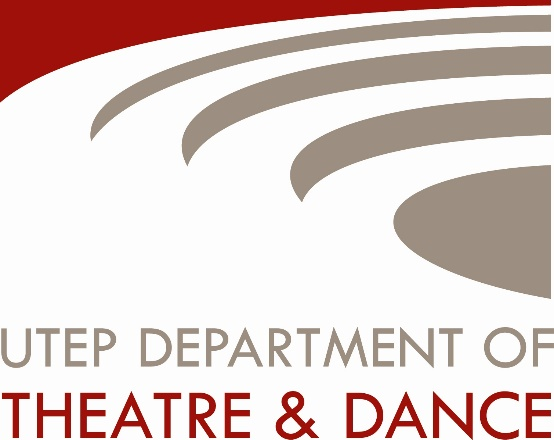 UTEP DEPARTMENT OF
THEATRE & DANCE